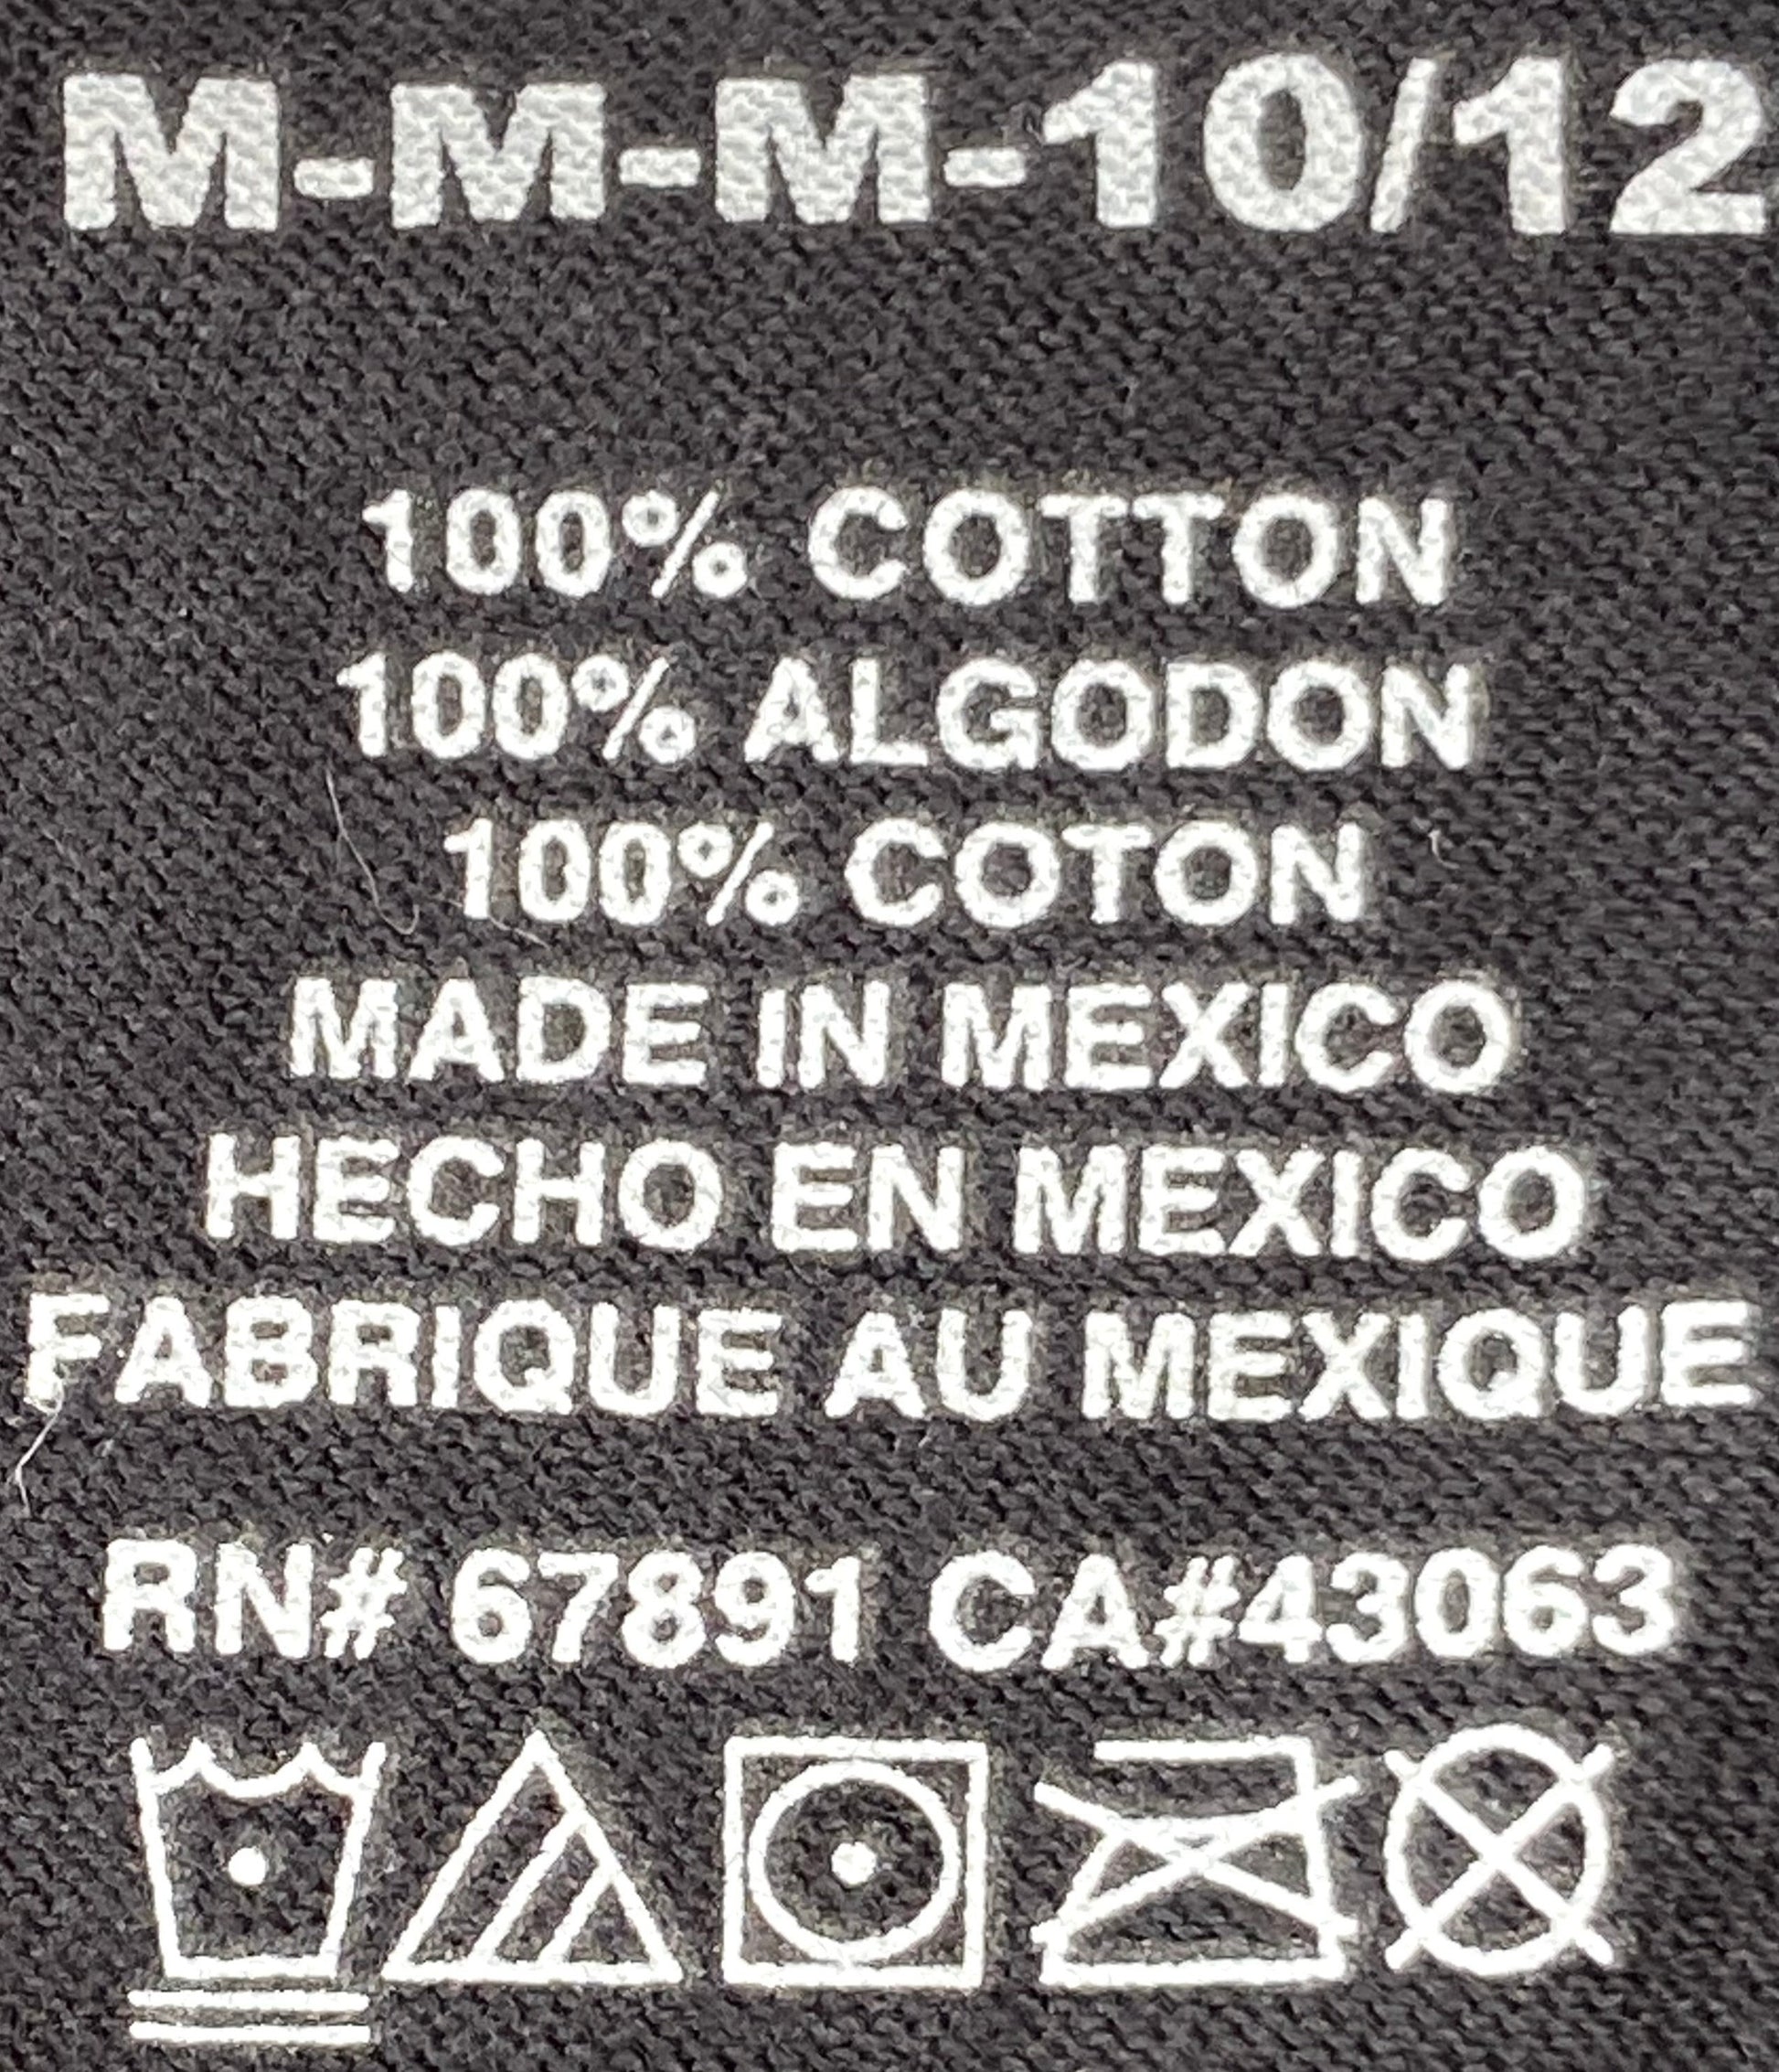 M-M-M-10/12
100% COTTON
100% ALGODON
100% COTON
MADE IN MEXICO
HECHO EN MEXICO
FABRIQUE AU MEXIQUE
RN# 67891 CA#43063